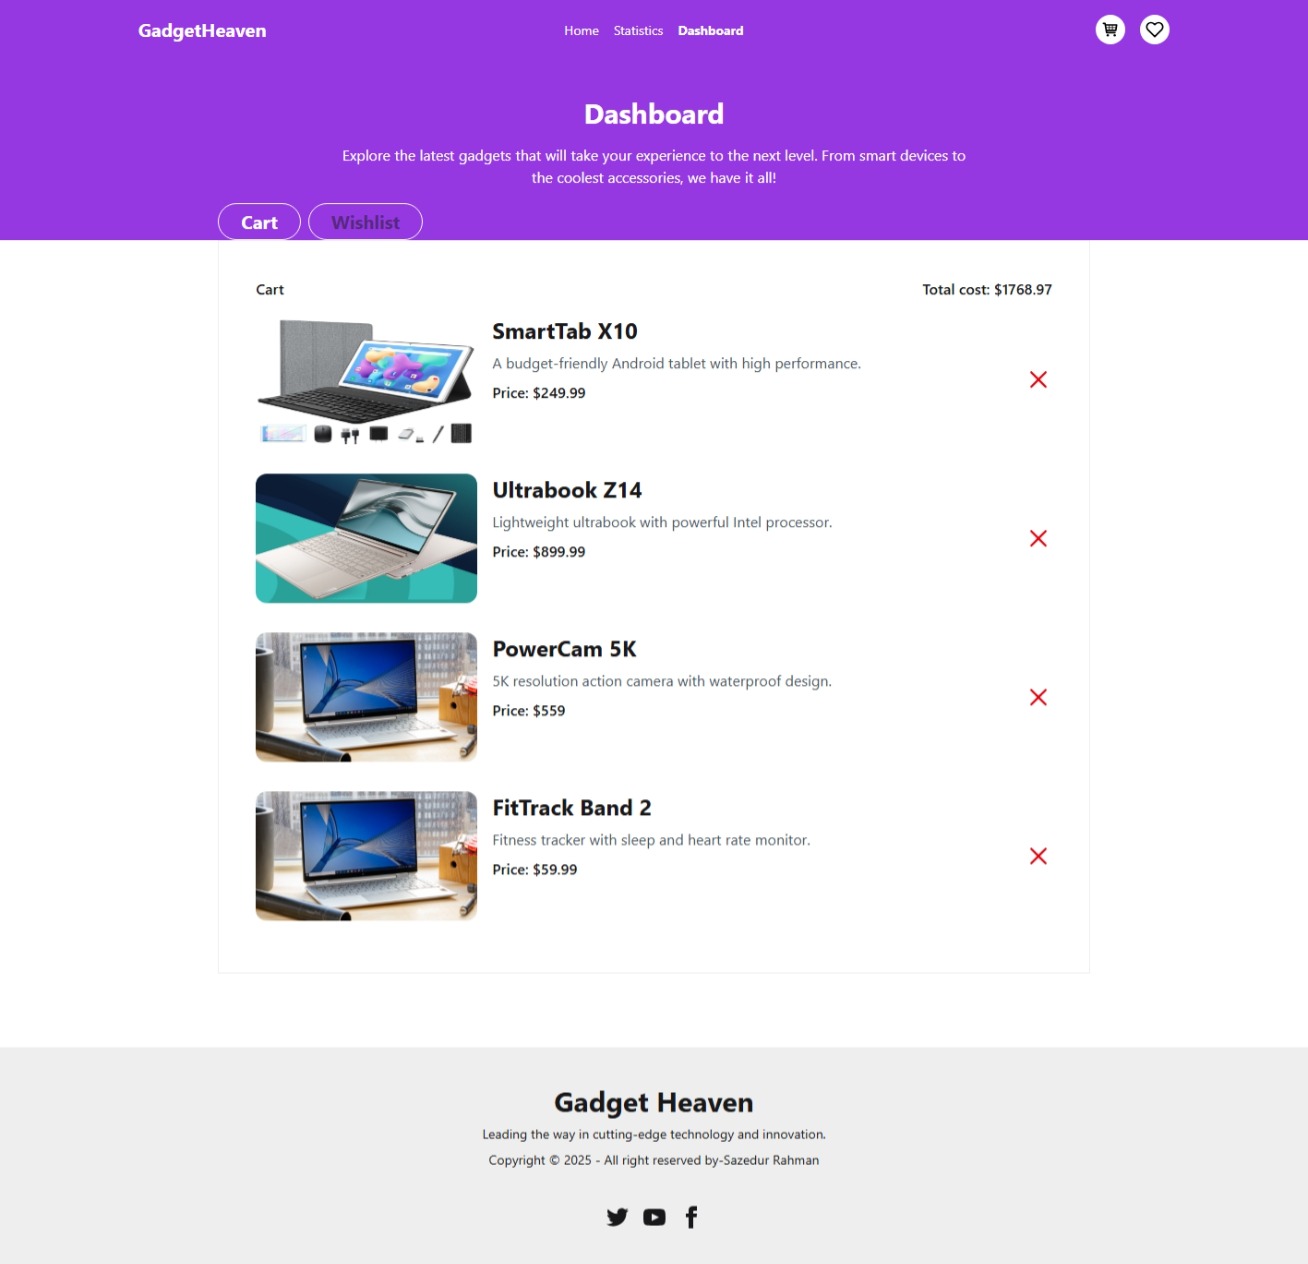 GadgetHeaven
Home Statistics Dashboard
Dashboard
Explore the latest gadgets that will take your experience to the next level. From smart devices to
the coolest accessories, we have it all!
Cart Wishlist
Cart Total cost: $1768.97
SmartTab X10
A budget-friendly Android tablet with high performance.
Price: $249.99
Ultrabook Z14
Lightweight ultrabook with powerful Intel processor.
Price: $899.99
PowerCam 5K
5K resolution action camera with waterproof design.
Price: $559
FitTrack Band 2
Fitness tracker with sleep and heart rate monitor.
Price: $59.99
Gadget Heaven
Leading the way in cutting-edge technology and innovation.
Copyright © 2025 - All right reserved by-Sazedur Rahman